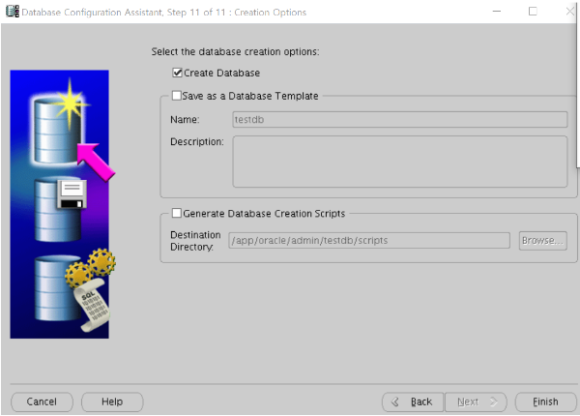 Database Configuration Assistant, Step 11 of 11 : Creation Options
Select the database creation options:
Create Database
Save as a Database Template
Name: testdb
Description:
Generate Database Creation Scripts
Destination
Directory: /app/oracle/admin/testdb/scripts Browse...
SQL
Cancel Help Back Next Finish